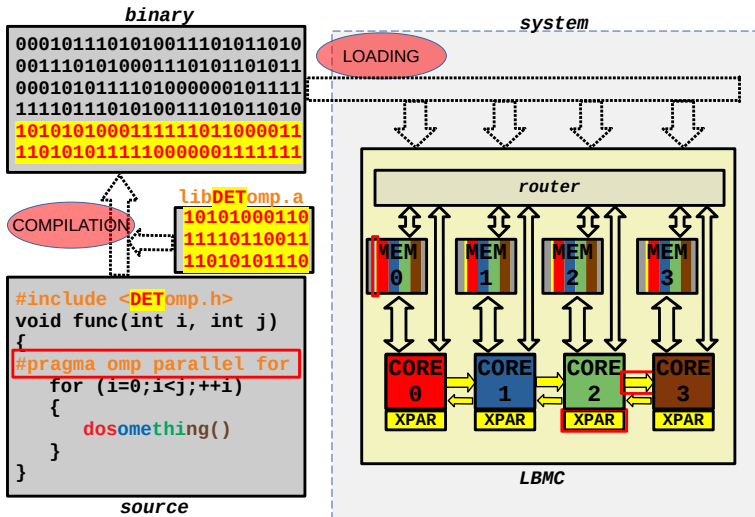 binary
0001011101010011101011010
0011101010001110101101011
0001010111101000000101111
1111011101010011101011010
1010101000111111011000011
1101010111110000001111111
COMPILATION
libDETomp.a
10101000110
11110110011
11010101110
#include <DETomp.h>
void func(int i, int j)
{
#pragma omp parallel for
for (i=0;i<j;++i)
{
dosomething()
}
}
source
system
LOADING
router
MEM 0
MEM 1
MEM 2
MEM 3
CORE 0
CORE 1
CORE 2
CORE 3
XPAR
XPAR
XPAR
XPAR
LBMC